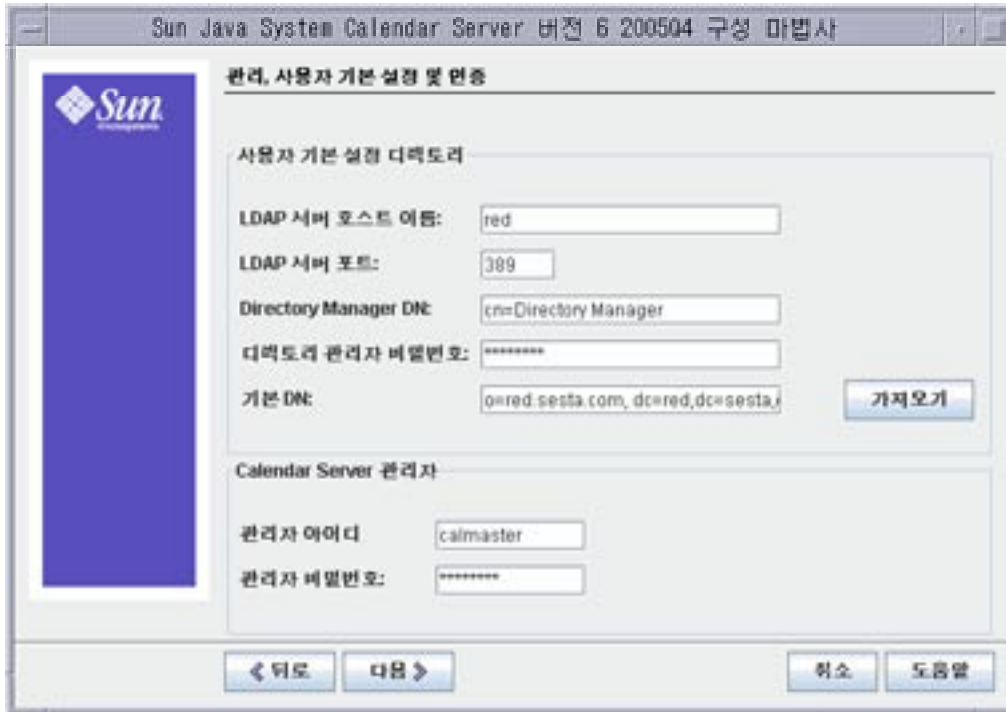 Sun Java System Calendar Server 버전 6 2005Q4 구성 마법사
Sun
microsystems
관리, 사용자 기본 설정 및 인증
사용자 기본 설정 디렉토리
LDAP 서버 호스트 이름: red
LDAP 서버 포트: 389
Directory Manager DN: cn=Directory Manager
디렉토리 관리자 비밀번호: ********
기본 DN: o=red.sesta.com, dc=red,dc=sesta, 가져오기
Calendar Server 관리자
관리자 아이디 calmaster
관리자 비밀번호: ********
뒤로 다음 취소 도움말